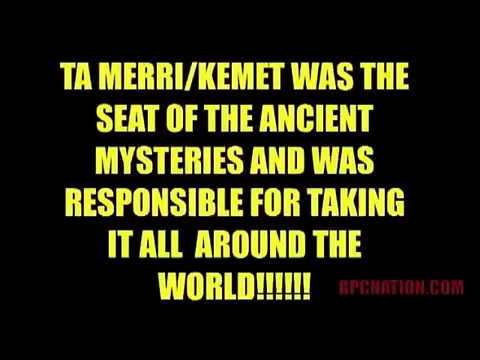 TA MERRI/KEMET WAS THE
SEAT OF THE ANCIENT
MYSTERIES AND WAS
RESPONSIBLE FOR TAKING
IT ALL AROUND THE
WORLD!!!!!!
GPCNATION.COM